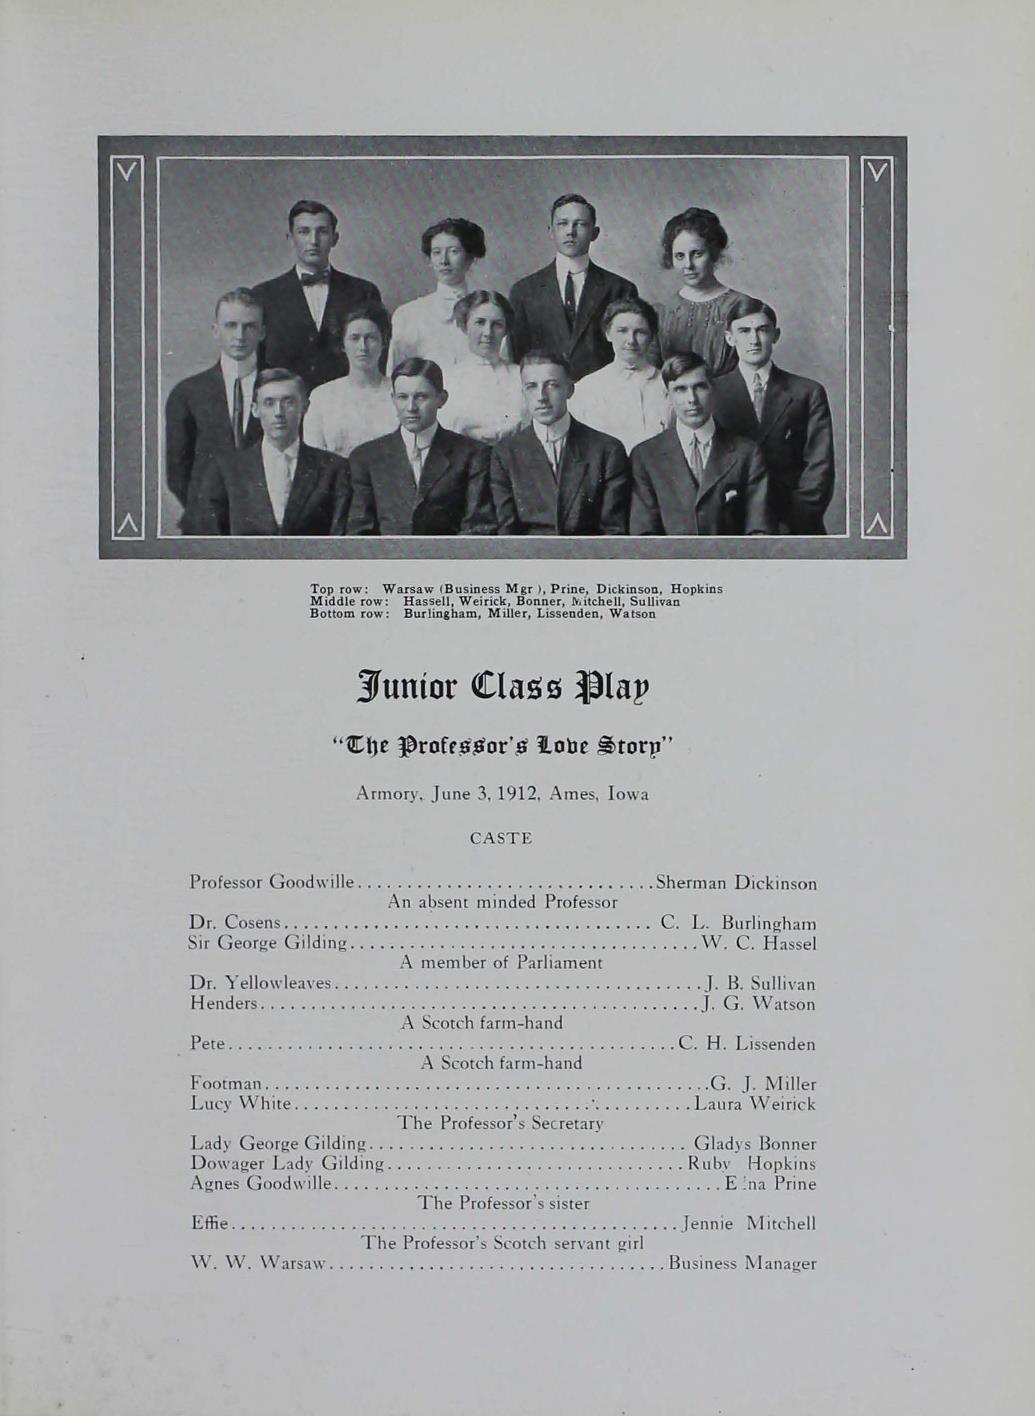 Top row: Warsaw (Business Mgr ), Prine, Dickinson, Hopkins
Middle row: Hassell, Weirick, Bonner, Mitchell, Sullivan
Bottom row: Burlingham, Miller, Lissenden, Watson
Junior Class Play
"The Professor's Love Story"
Armory, June 3, 1912, Ames, Iowa
CASTE
Professor Goodwille..............................Sherman Dickinson
An absent minded Professor
Dr. Cosens..................................... C. L. Burlingham
Sir George Gilding...................................W. C. Hassel
A member of Parliament
Dr. Yellowleaves.....................................J. B. Sullivan
Henders............................................J. G. Watson
A Scotch farm-hand
Pete.............................................C. H. Lissenden
A Scotch farm-hand
Footman.............................................G. J. Miller
Lucy White........................................Laura Weirick
The Professor's Secretary
Lady George Gilding................................ Gladys Bonner
Dowager Lady Gilding..............................Ruby Hopkins
Agnes Goodwille.......................................E na Prine
The Professor's sister
Effie.............................................Jennie Mitchell
The Professor's Scotch servant girl
W. W. Warsaw..................................Business Manager